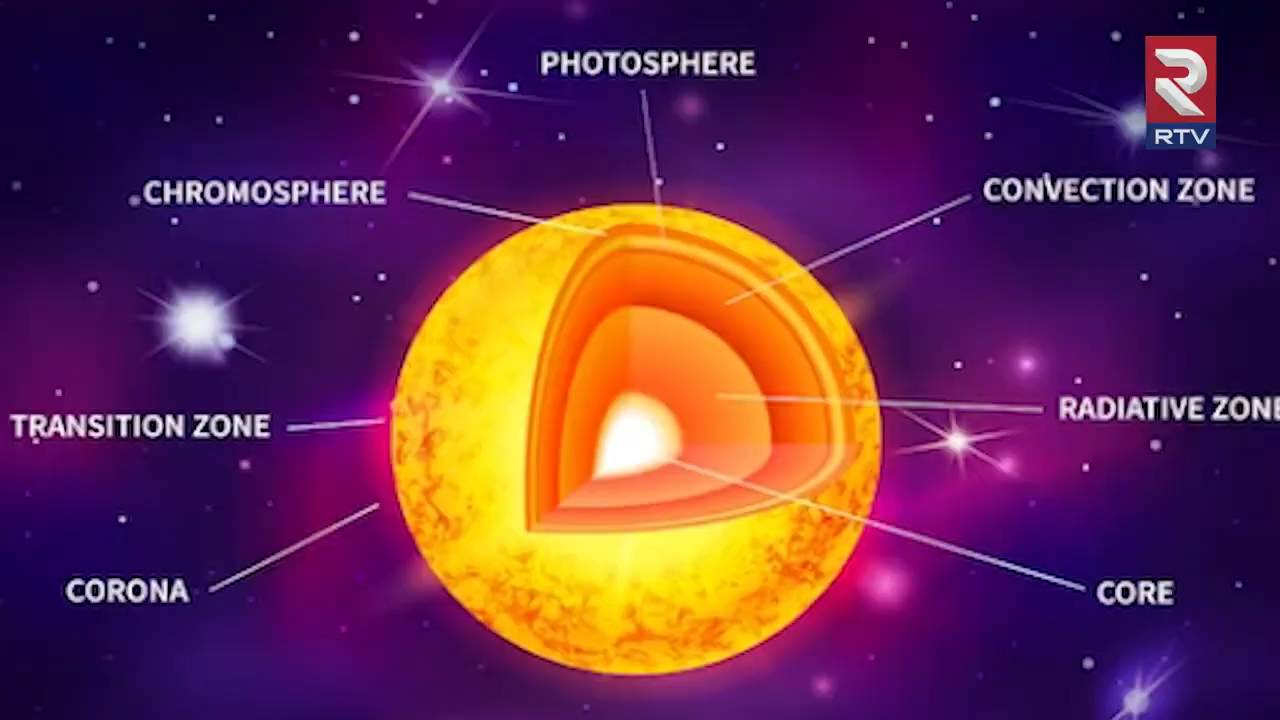 PHOTOSPHERE
RTV
CHROMOSPHERE
CONVECTION ZONE
RADIATIVE ZONE
TRANSITION ZONE
CORONA
CORE